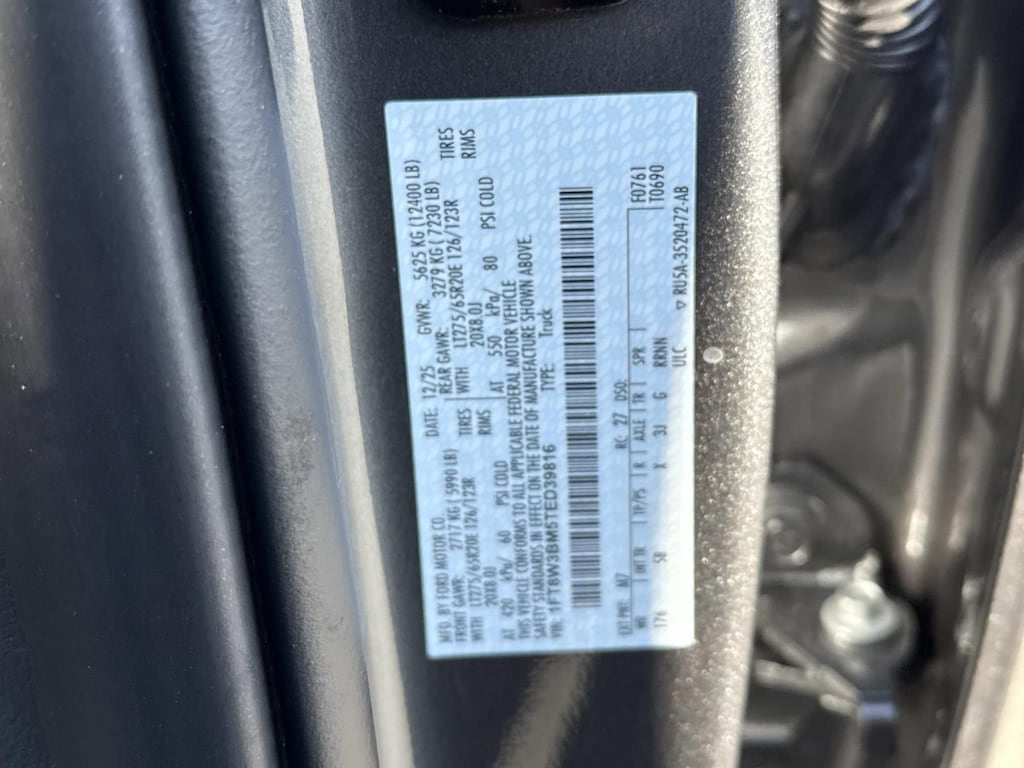 MFD BY FORD MOTOR CO.
DATE: 12/25 GVWR: 5625 KG (12400 LB)
FRONT GAWR: 2717 KG ( 5990 LB) REAR GAWR: 3279 KG ( 7230 LB)
WITH LT275/65R20E 126/123R TIRES WITH LT275/65R20E 126/123R TIRES
20X8.0J RIMS 20X8.0J RIMS
AT 420 kPa/ 60 PSI COLD AT 550 kPa/ 80 PSI COLD
THIS VEHICLE CONFORMS TO ALL APPLICABLE FEDERAL MOTOR VEHICLE
SAFETY STANDARDS IN EFFECT ON THE DATE OF MANUFACTURE SHOWN ABOVE.
VIN: 1FT8W3BM5TED39816 TYPE: Truck
EXT PNT: M7 RC: 27 DSO: F0761
WB INT TR TP/PS R AXLE TR SPR T0690
176 SB X 3J G RRNN
ULC ▽ RU5A-3520472-AB